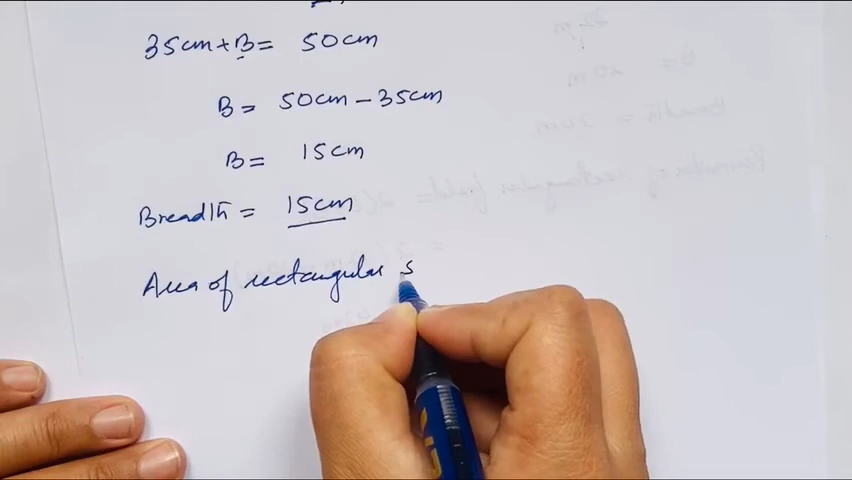 35cm + B = 50cm
B = 50cm - 35cm
B = 15cm
Breadth = 15cm
Area of rectangular s